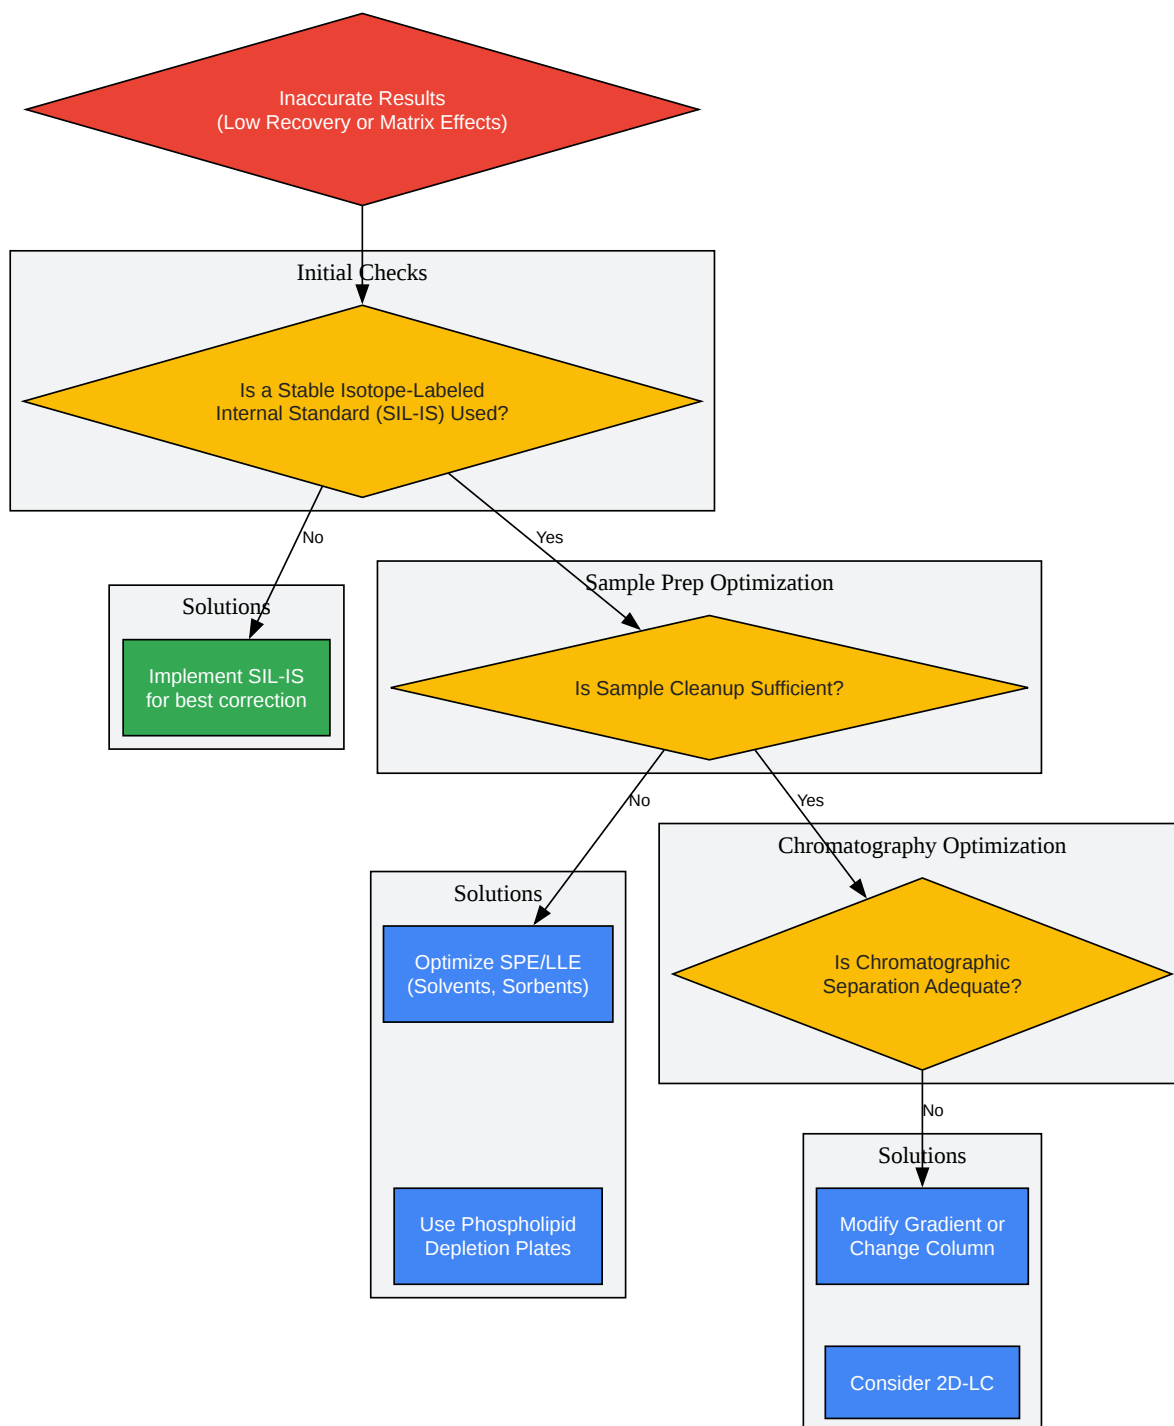 Inaccurate Results
(Low Recovery or Matrix Effects)
Initial Checks
Is a Stable Isotope-Labeled
Internal Standard (SIL-IS) Used?
No
Yes
Solutions
Implement SIL-IS
for best correction
Sample Prep Optimization
Is Sample Cleanup Sufficient?
No
Yes
Solutions
Optimize SPE/LLE
(Solvents, Sorbents)
Use Phospholipid
Depletion Plates
Chromatography Optimization
Is Chromatographic
Separation Adequate?
No
Solutions
Modify Gradient or
Change Column
Consider 2D-LC